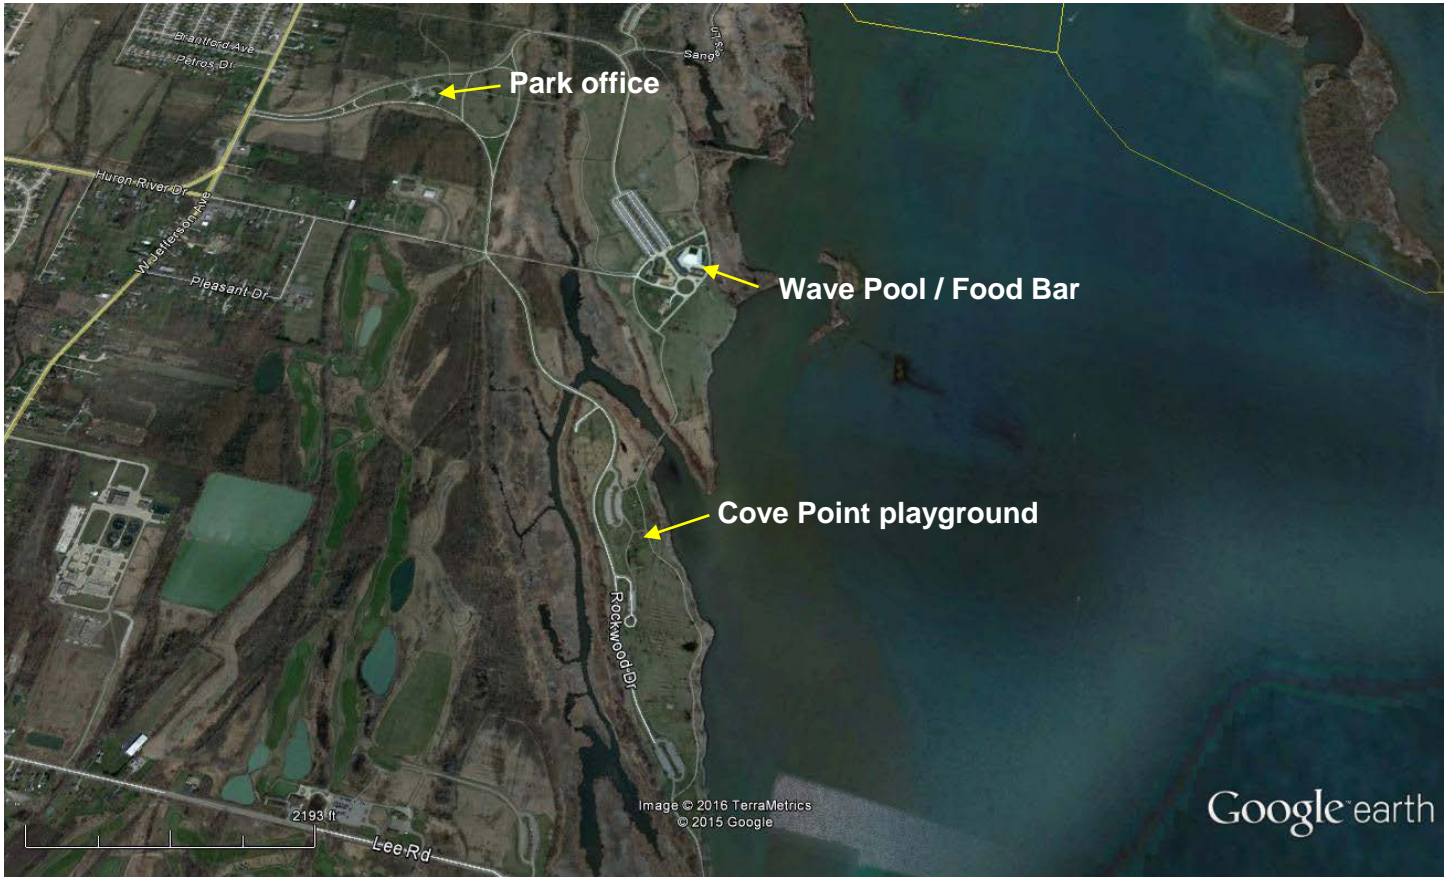 Brantford Ave
Petros Dr
Park office
Huron River Dr
W Jefferson Ave
Pleasant Dr
Wave Pool / Food Bar
Cove Point playground
Rockwood Dr
Image © 2016 TerraMetrics
© 2015 Google
2193 ft
Lee Rd
Google earth